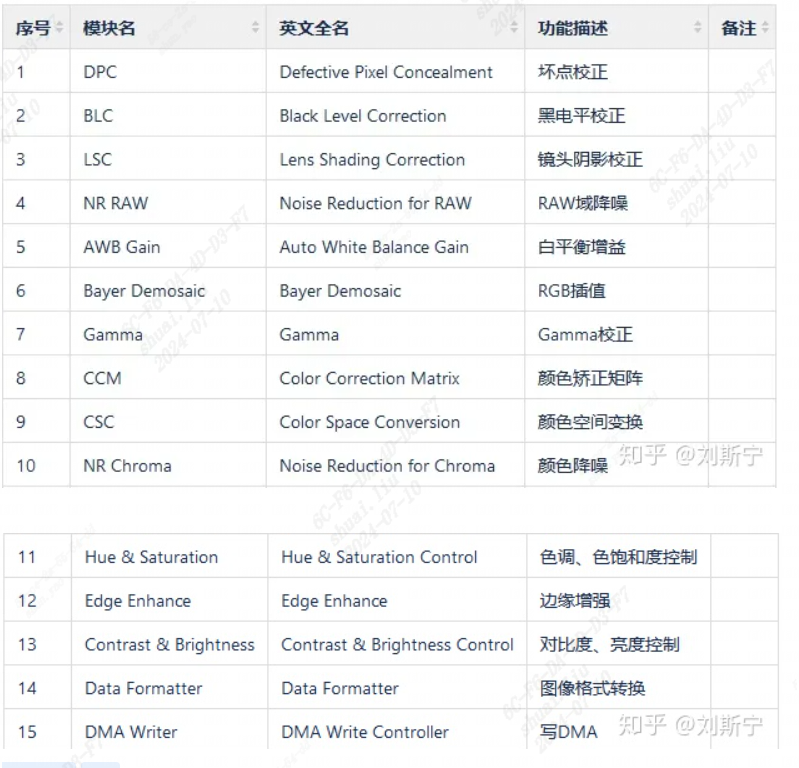 序号 模块名 英文全名 功能描述 备注
1 DPC Defective Pixel Concealment 坏点校正
2 BLC Black Level Correction 黑电平校正
3 LSC Lens Shading Correction 镜头阴影校正
4 NR RAW Noise Reduction for RAW RAW域降噪
5 AWB Gain Auto White Balance Gain 白平衡增益
6 Bayer Demosaic Bayer Demosaic RGB插值
7 Gamma Gamma Gamma校正
8 CCM Color Correction Matrix 颜色矫正矩阵
9 CSC Color Space Conversion 颜色空间变换
10 NR Chroma Noise Reduction for Chroma 颜色降噪
知乎 @刘斯宁
11 Hue & Saturation Hue & Saturation Control 色调、色饱和度控制
12 Edge Enhance Edge Enhance 边缘增强
13 Contrast & Brightness Contrast & Brightness Control 对比度、亮度控制
14 Data Formatter Data Formatter 图像格式转换
15 DMA Writer DMA Write Controller 写DMA
知乎 @刘斯宁
6C-F6-DA-4D-D3-F7
shuai.liu
2024-07-10